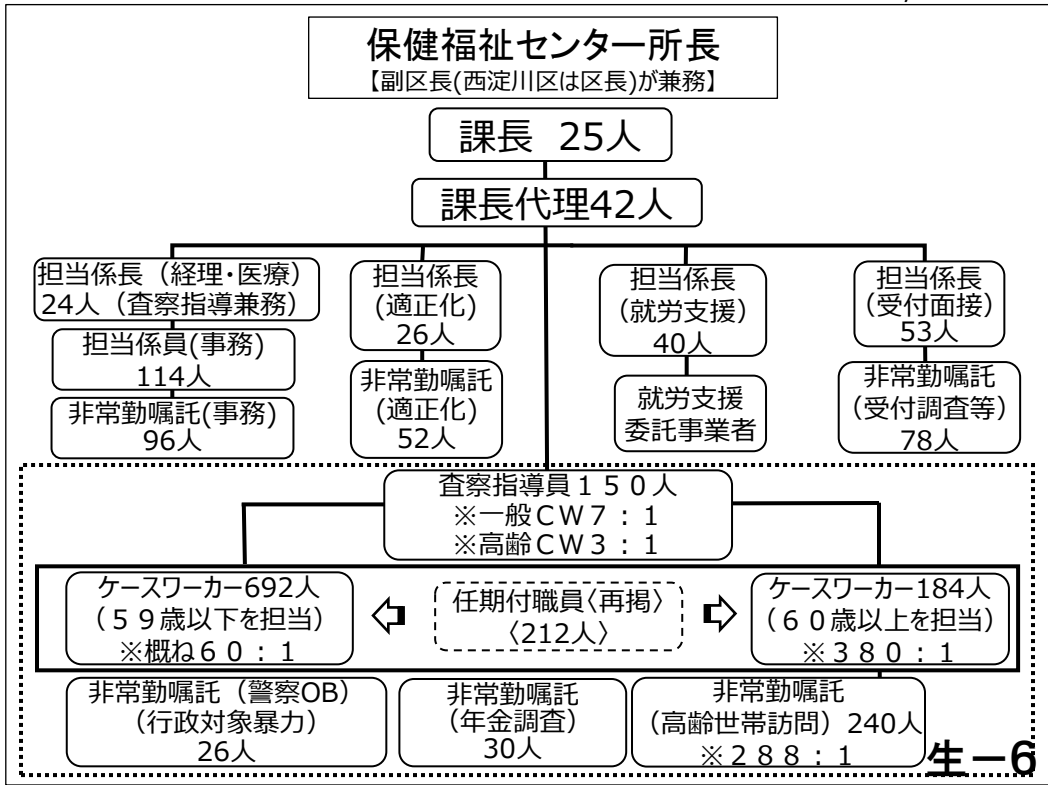 保健福祉センター所長
【副区長(西淀川区は区長)が兼務】
課長 25人
課長代理42人
担当係長（経理・医療）
24人（査察指導兼務）
担当係員(事務)
114人
非常勤嘱託(事務)
96人
担当係長
(適正化)
26人
非常勤嘱託
(適正化)
52人
担当係長
(就労支援)
40人
就労支援
委託事業者
担当係長
(受付面接)
53人
非常勤嘱託
(受付調査等)
78人
査察指導員１５０人
※一般ＣＷ７：１
※高齢ＣＷ３：１
ケースワーカー692人
（５９歳以下を担当）
※概ね６０：１
任期付職員〈再掲〉
〈212人〉
ケースワーカー184人
（６０歳以上を担当）
※３８０：１
非常勤嘱託（警察OB）
（行政対象暴力）
26人
非常勤嘱託
（年金調査）
30人
非常勤嘱託
（高齢世帯訪問）240人
※２８８：１
生－6